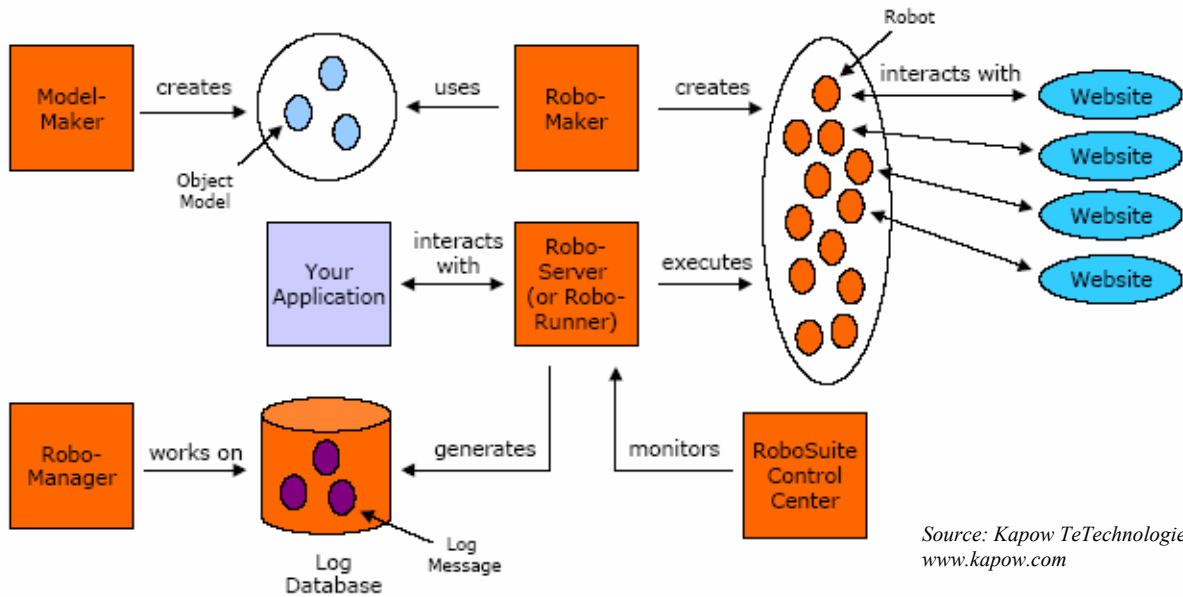 Robot
Model-
Maker
creates
uses
Robo-
Maker
creates
interacts with
Website
Website
Website
Website
Object
Model
Your
Application
interacts
with
Robo-
Server
(or Robo-
Runner)
executes
Robo-
Manager
works on
generates
monitors
RoboSuite
Control
Center
Log
Database
Log
Message
Source: Kapow TeTechnologie
www.kapow.com